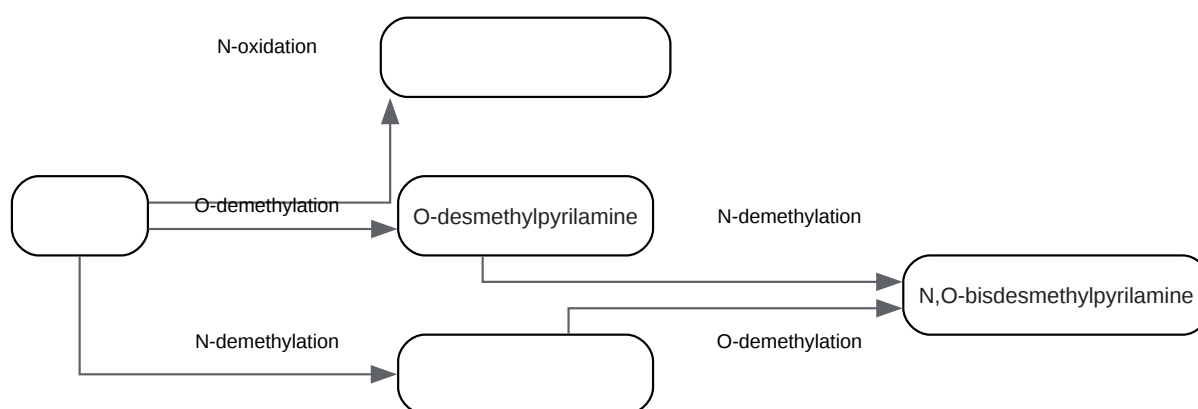 N-oxidation
O-demethylation
O-desmethylpyrilamine
N-demethylation
N,O-bisdesmethylpyrilamine
N-demethylation
O-demethylation